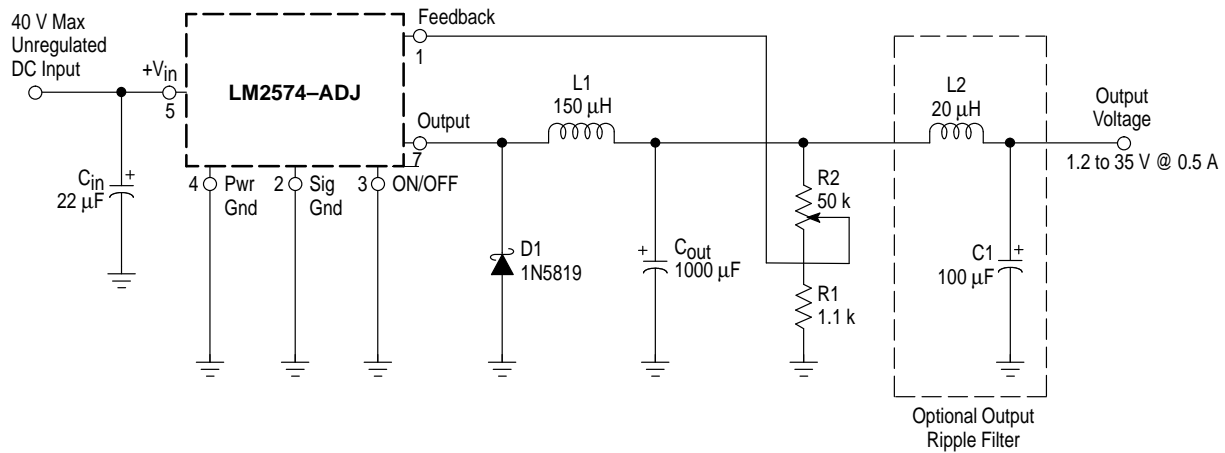 40 V Max
Unregulated
DC Input
+Vin
5
LM2574–ADJ
Feedback
1
Output
7
4
Pwr
Gnd
2
Sig
Gnd
3
ON/OFF
Cin
22 μF
+
L1
150 μH
D1
1N5819
+
Cout
1000 μF
R2
50 k
R1
1.1 k
L2
20 μH
C1
100 μF
+
Output
Voltage
1.2 to 35 V @ 0.5 A
Optional Output
Ripple Filter